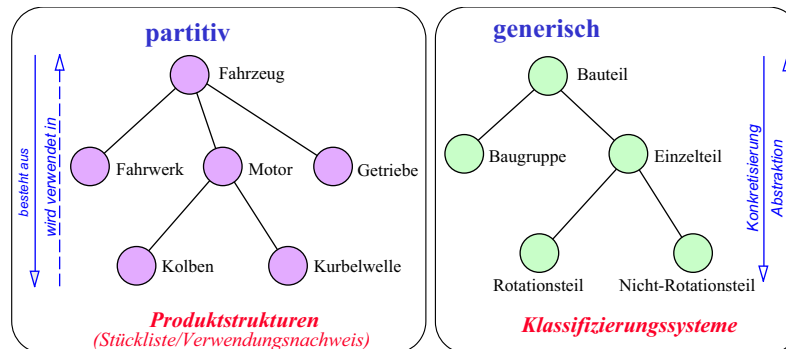 partitiv
Fahrzeug
Fahrwerk
Motor
Getriebe
Kolben
Kurbelwelle
besteht aus
wird verwendet in
Produktstrukturen
(Stückliste/Verwendungsnachweis)
generisch
Bauteil
Baugruppe
Einzelteil
Rotationsteil
Nicht-Rotationsteil
Konkretisierung
Abstraktion
Klassifizierungssysteme